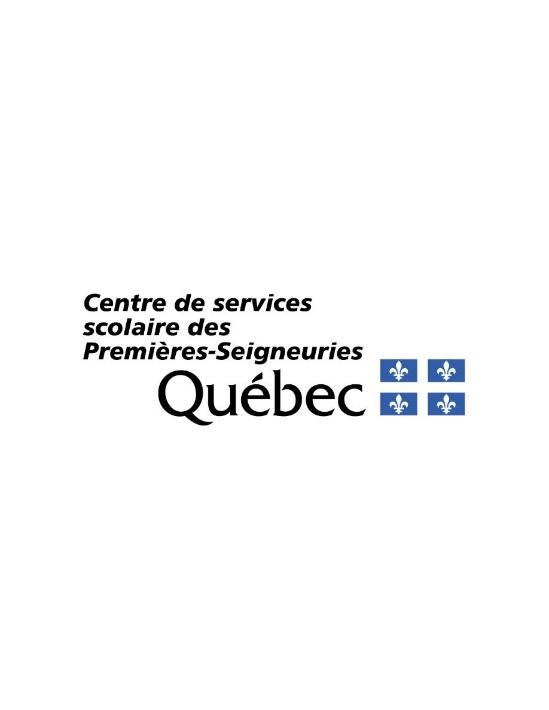 Centre de services
scolaire des
Premières-Seigneuries
Québec